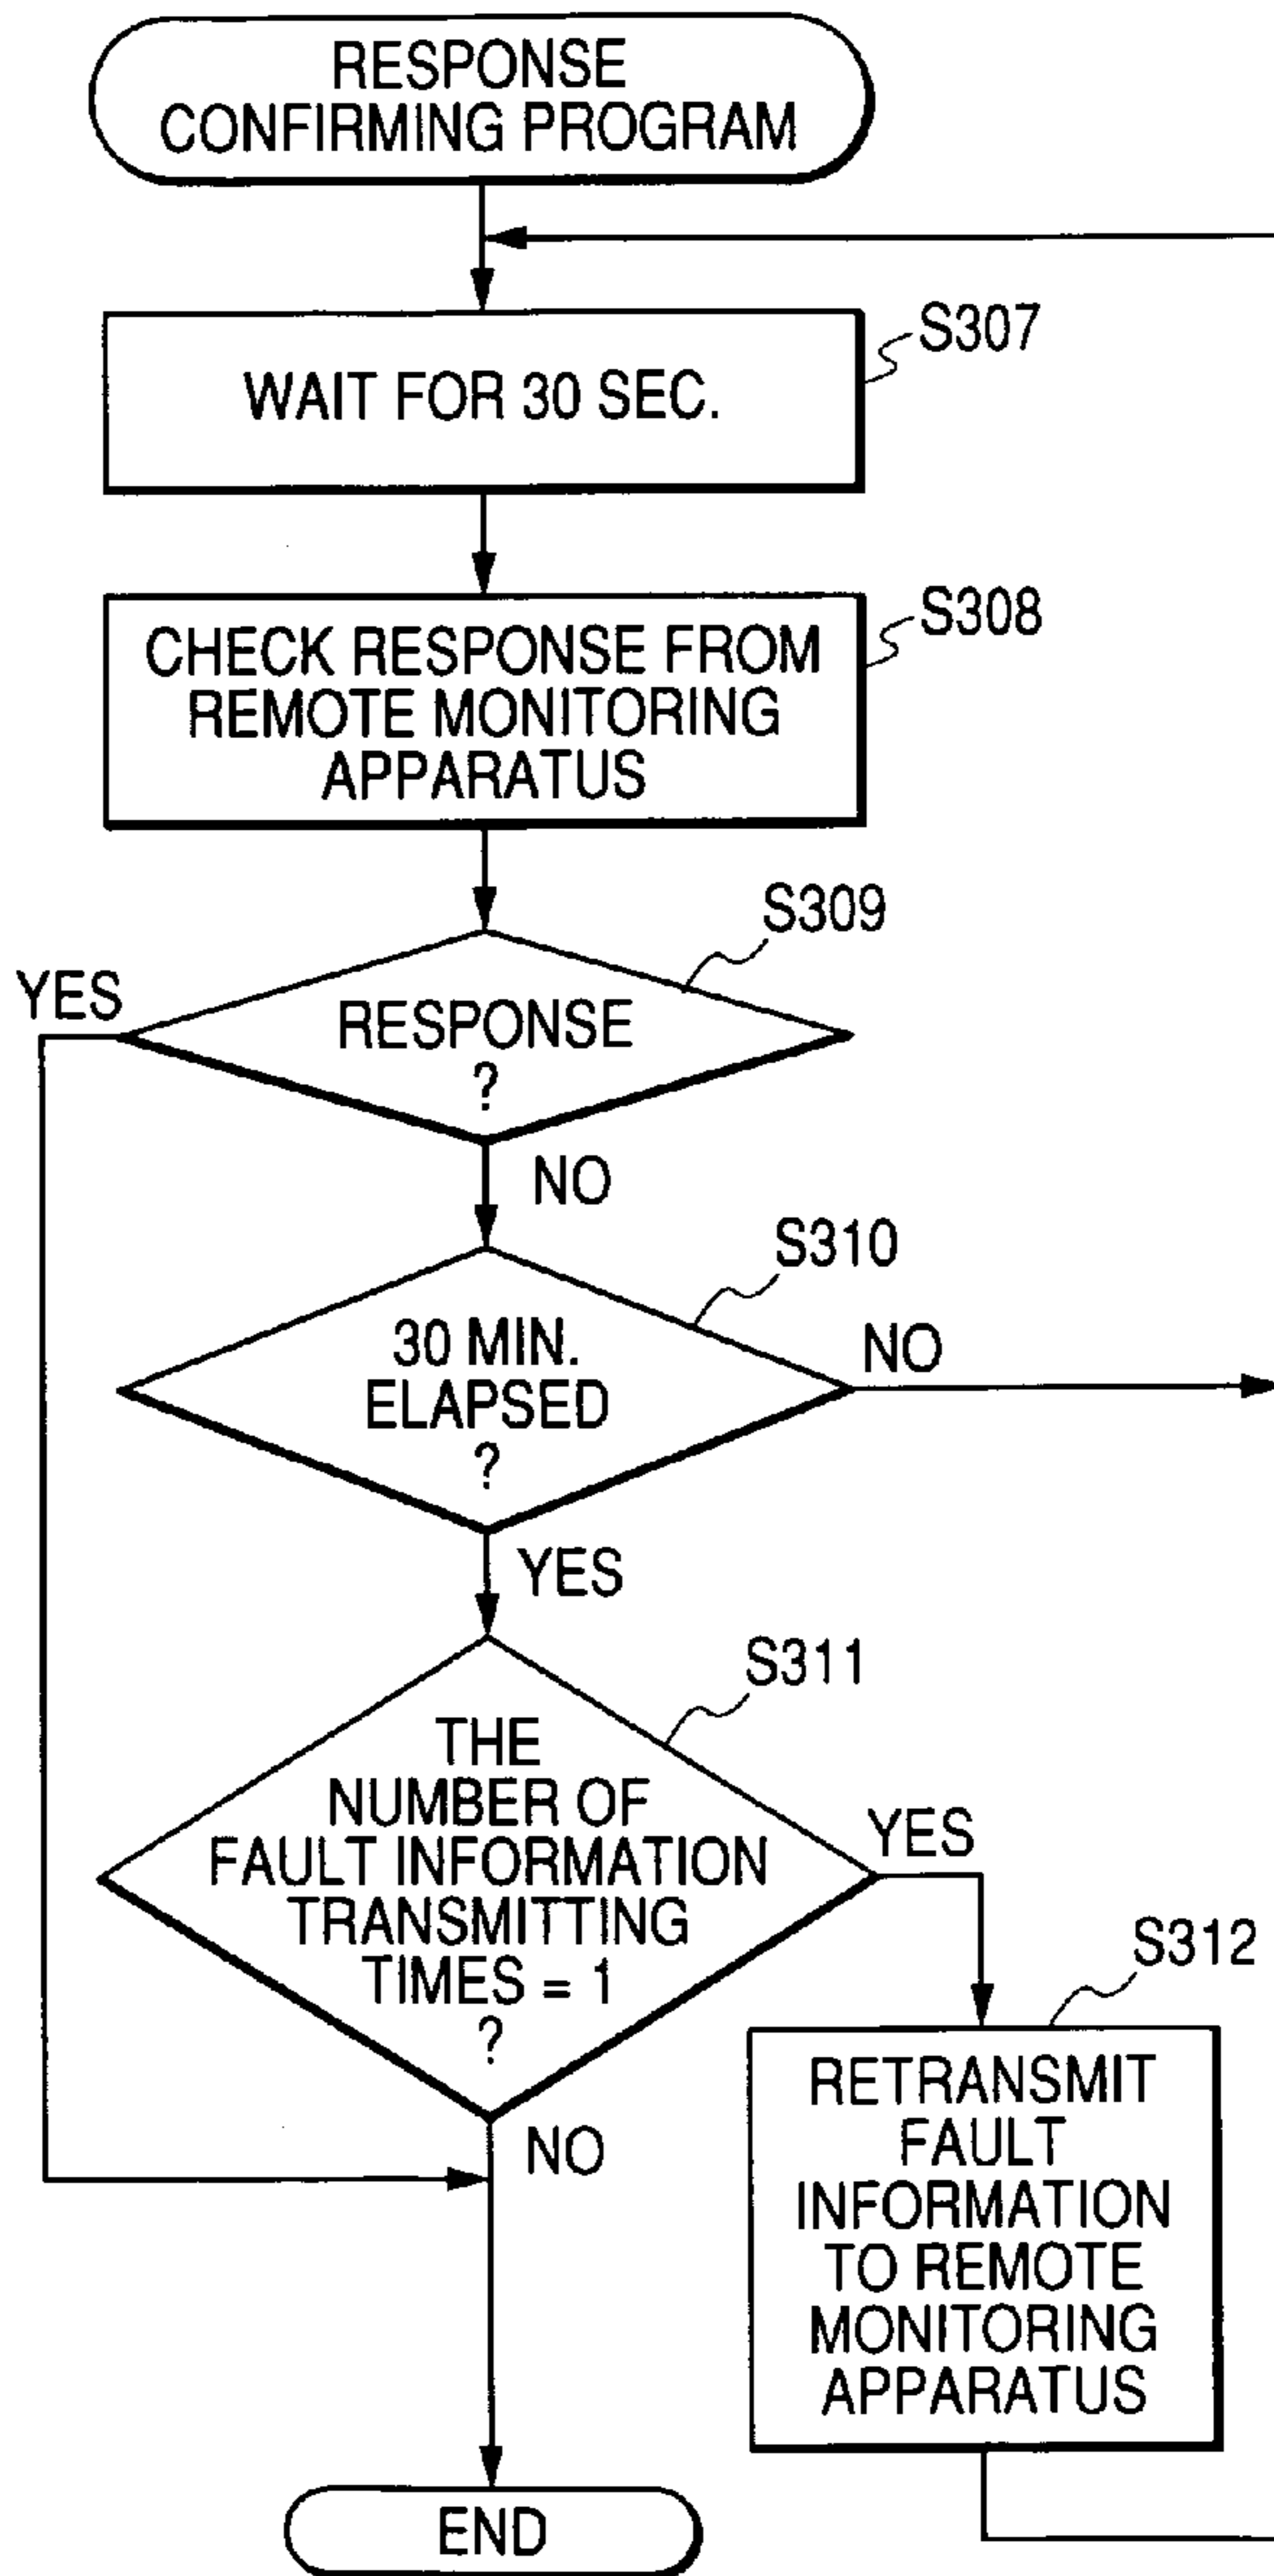 RESPONSE
CONFIRMING PROGRAM
S307
WAIT FOR 30 SEC.
S308
CHECK RESPONSE FROM
REMOTE MONITORING
APPARATUS
S309
YES
RESPONSE
?
NO
S310
30 MIN.
ELAPSED
?
NO
YES
S311
THE
NUMBER OF
FAULT INFORMATION
TRANSMITTING
TIMES = 1
?
YES
NO
S312
RETRANSMIT
FAULT
INFORMATION
TO REMOTE
MONITORING
APPARATUS
END